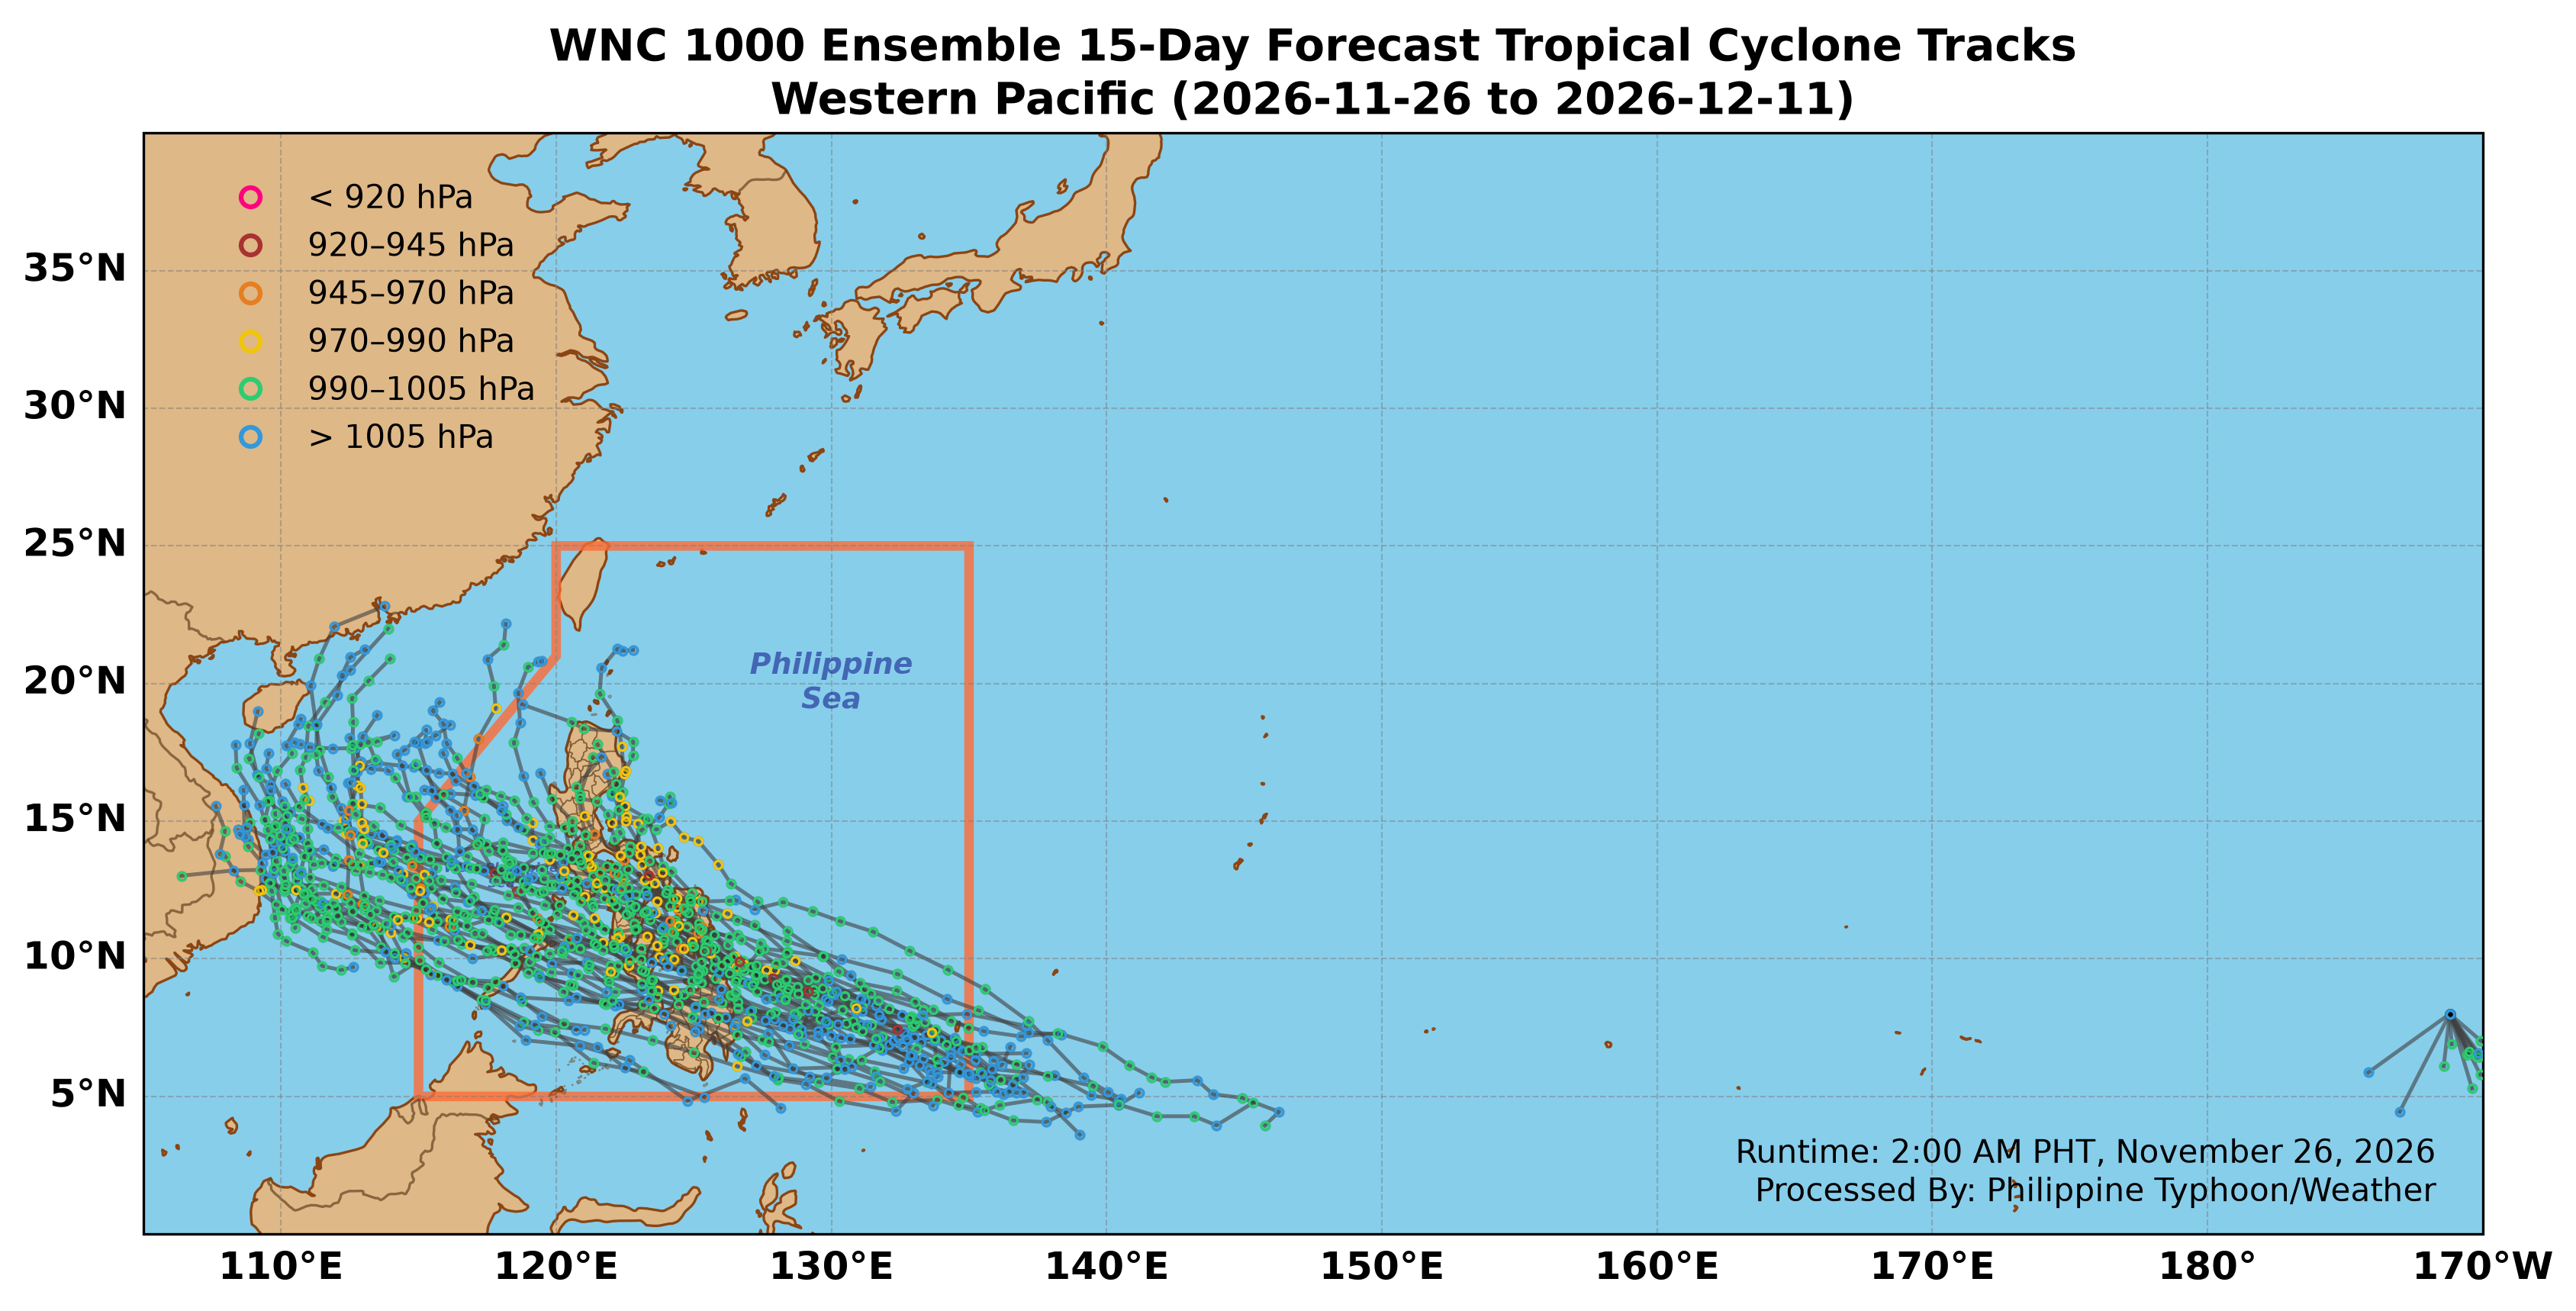 WNC 1000 Ensemble 15-Day Forecast Tropical Cyclone Tracks
Western Pacific (2026-11-26 to 2026-12-11)
< 920 hPa
920–945 hPa
945–970 hPa
970–990 hPa
990–1005 hPa
> 1005 hPa
35°N
30°N
25°N
20°N
15°N
10°N
5°N
Philippine
Sea
Runtime: 2:00 AM PHT, November 26, 2026
Processed By: Philippine Typhoon/Weather
110°E
120°E
130°E
140°E
150°E
160°E
170°E
180°
170°W